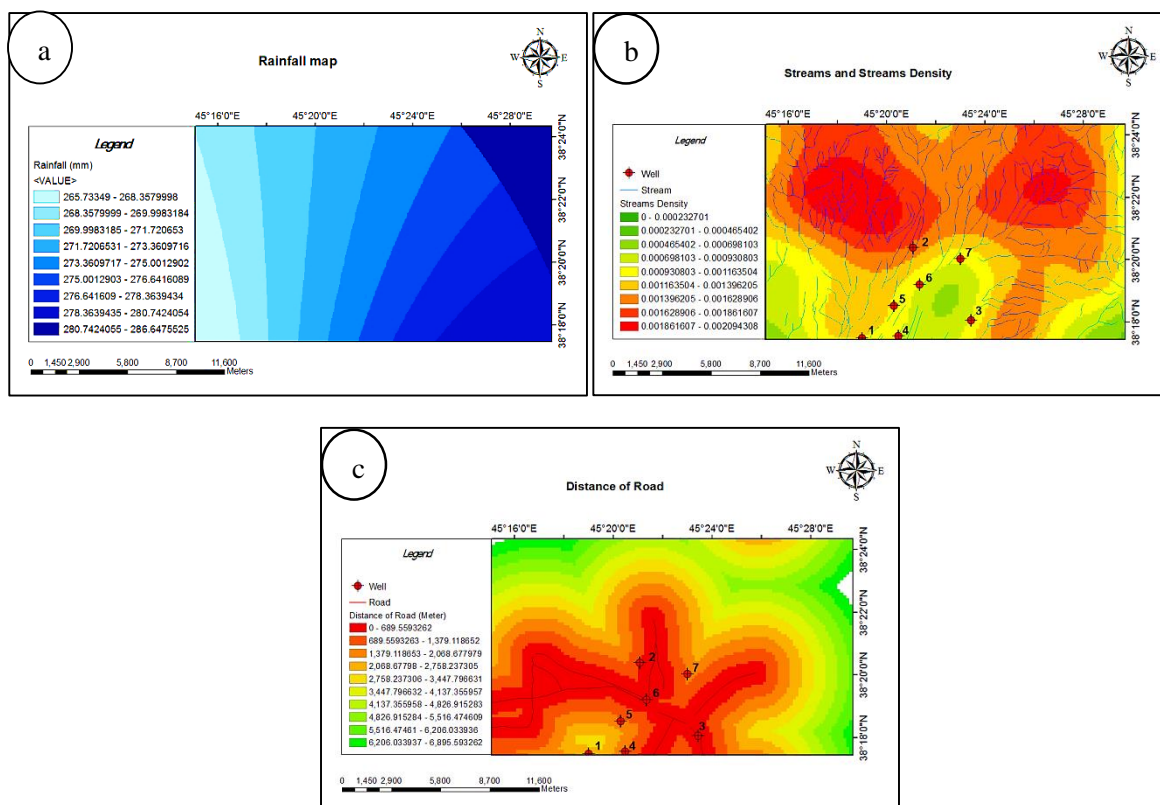 a
Rainfall map
N
W E
S
45°16'0"E 45°20'0"E 45°24'0"E 45°28'0"E
Legend
Rainfall (mm)
<VALUE>
265.73349 - 268.3579998
268.3579999 - 269.9983184
269.9983185 - 271.720653
271.7206531 - 273.3609716
273.3609717 - 275.0012902
275.0012903 - 276.6416089
276.641609 - 278.3639434
278.3639435 - 280.7424054
280.7424055 - 286.6475525
38°24'0"N
38°22'0"N
38°20'0"N
38°18'0"N
0 1,450 2,900 5,800 8,700 11,600
Meters
b
Streams and Streams Density
N
W E
S
45°16'0"E 45°20'0"E 45°24'0"E 45°28'0"E
Legend
Well
Stream
Streams Density
0 - 0.000232701
0.000232701 - 0.000465402
0.000465402 - 0.000698103
0.000698103 - 0.000930803
0.000930803 - 0.001163504
0.001163504 - 0.001396205
0.001396205 - 0.001628906
0.001628906 - 0.001861607
0.001861607 - 0.002094308
2
7
6
5
3
1
4
38°24'0"N
38°22'0"N
38°20'0"N
38°18'0"N
0 1,450 2,900 5,800 8,700 11,600
Meters
c
Distance of Road
N
W E
S
45°16'0"E 45°20'0"E 45°24'0"E 45°28'0"E
Legend
Well
Road
Distance of Road (Meter)
0 - 689.5593262
689.5593263 - 1,379.118652
1,379.118653 - 2,068.677979
2,068.67798 - 2,758.237305
2,758.237306 - 3,447.796631
3,447.796632 - 4,137.355957
4,137.355958 - 4,826.915283
4,826.915284 - 5,516.474609
5,516.47461 - 6,206.033936
6,206.033937 - 6,895.593262
2
7
6
5
3
1
4
38°24'0"N
38°22'0"N
38°20'0"N
38°18'0"N
0 1,450 2,900 5,800 8,700 11,600
Meters